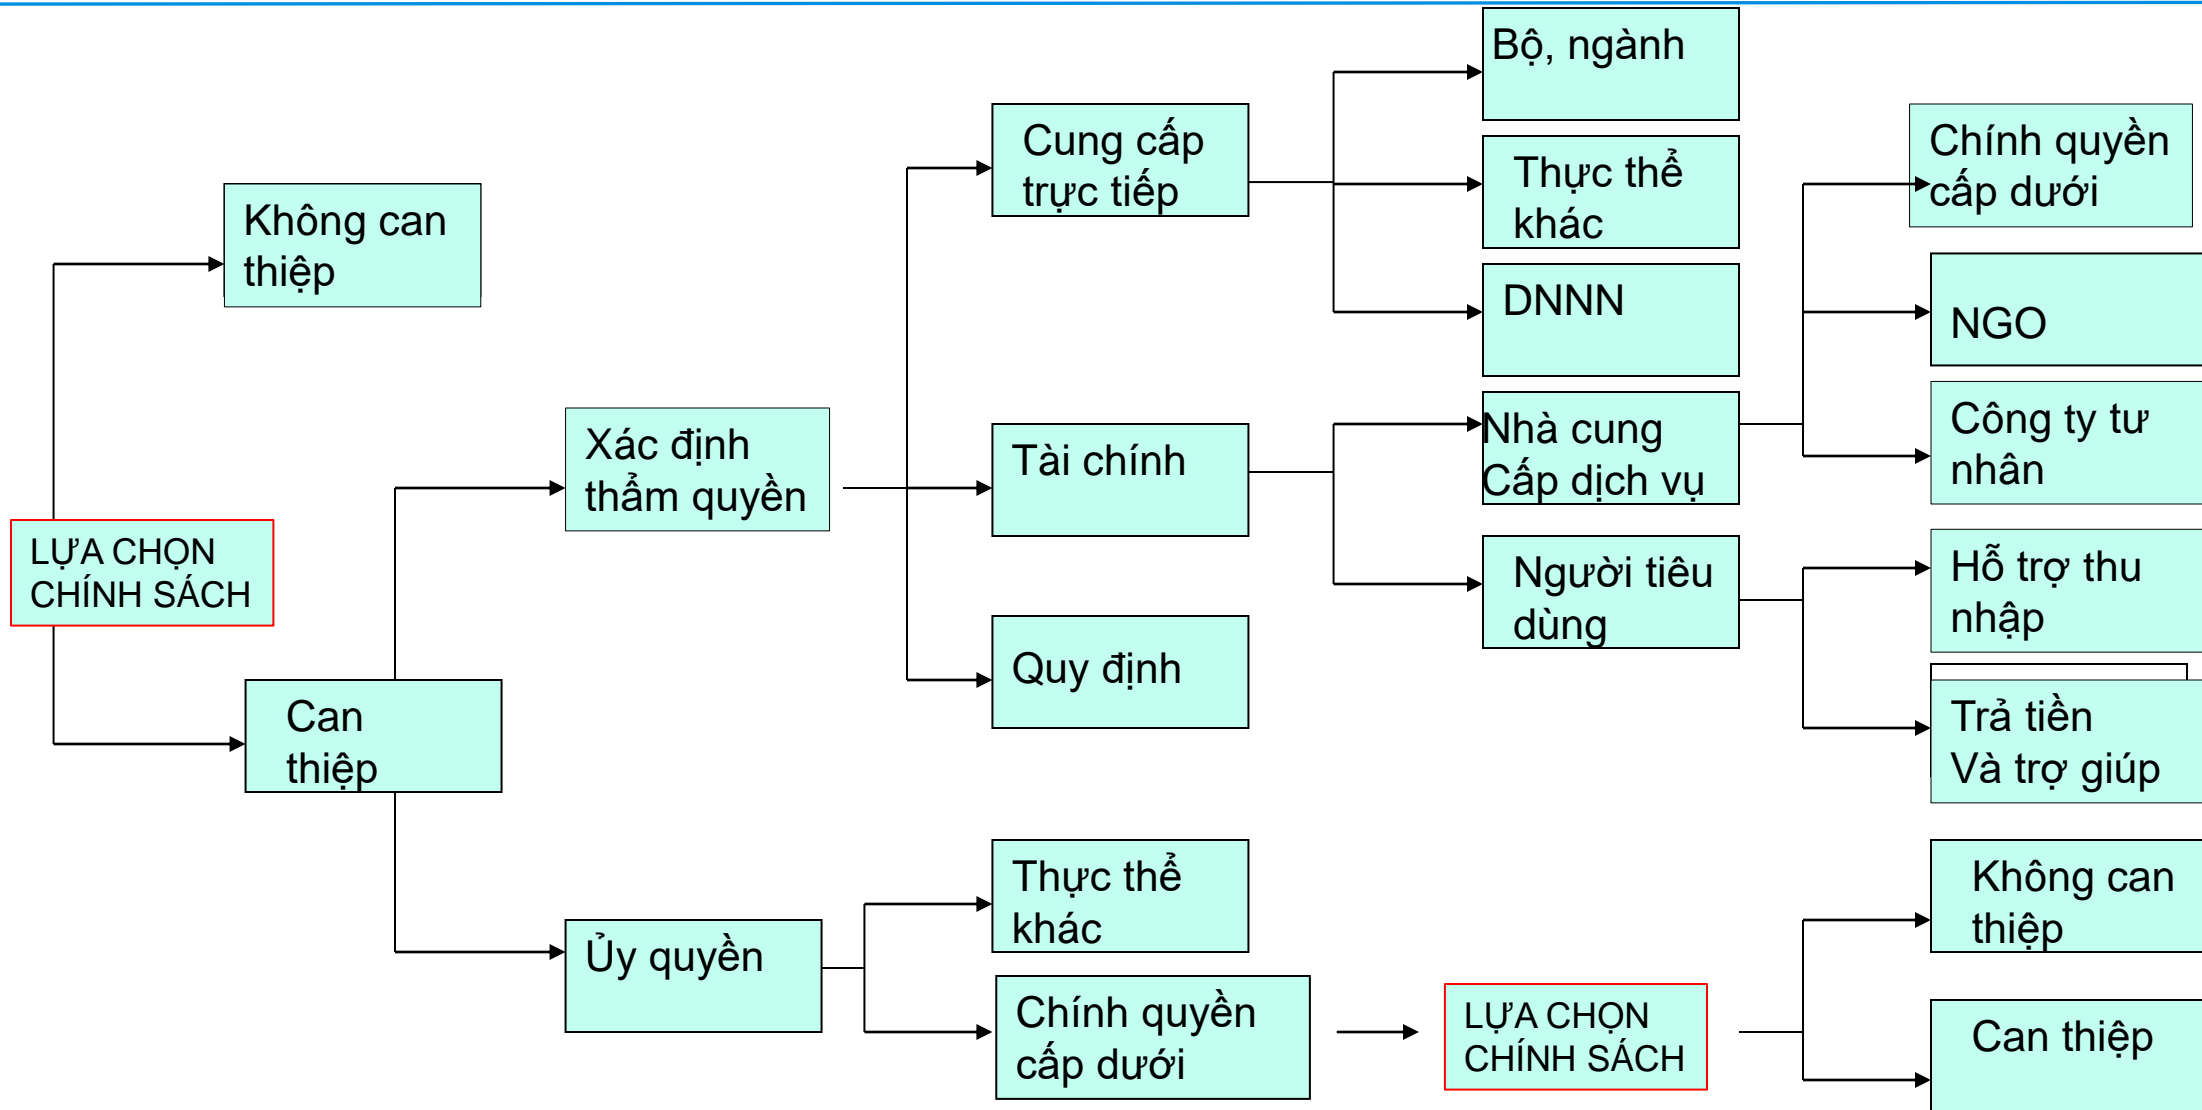 Bộ, ngành
Cung cấp
trực tiếp
Chính quyền
cấp dưới
Thực thể
khác
Không can
thiệp
DNNN
NGO
Xác định
thẩm quyền
Tài chính
Nhà cung
Cấp dịch vụ
Công ty tư
nhân
LỰA CHỌN
CHÍNH SÁCH
Người tiêu
dùng
Hỗ trợ thu
nhập
Quy định
Can
thiệp
Trả tiền
Và trợ giúp
Thực thể
khác
Không can
thiệp
Ủy quyền
Chính quyền
cấp dưới
LỰA CHỌN
CHÍNH SÁCH
Can thiệp